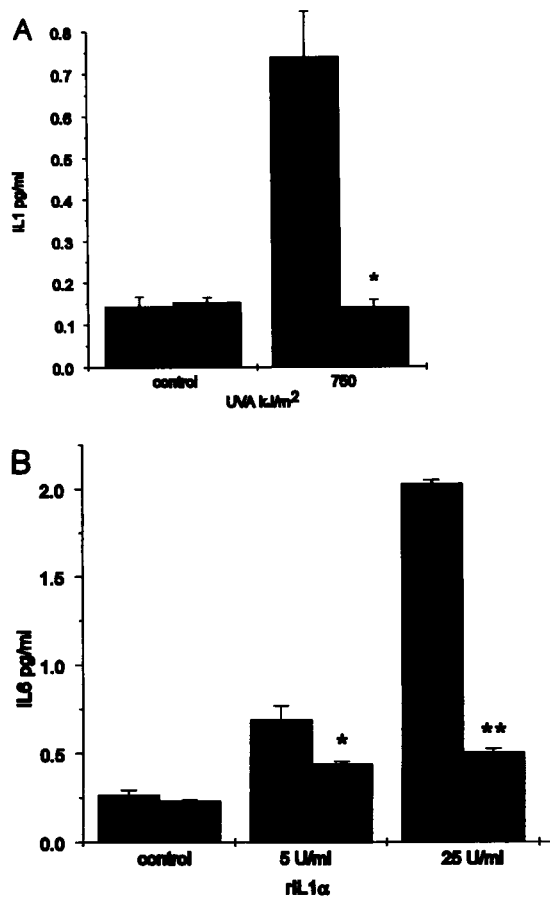 A
0.8
0.7
0.6
0.5
0.4
0.3
0.2
0.1
0.0
IL1 pg/ml
*
control 760
UVA kJ/m2
B
2.0
1.5
1.0
0.5
0.0
IL6 pg/ml
* **
control 5 U/ml 25 U/ml
rIL1α